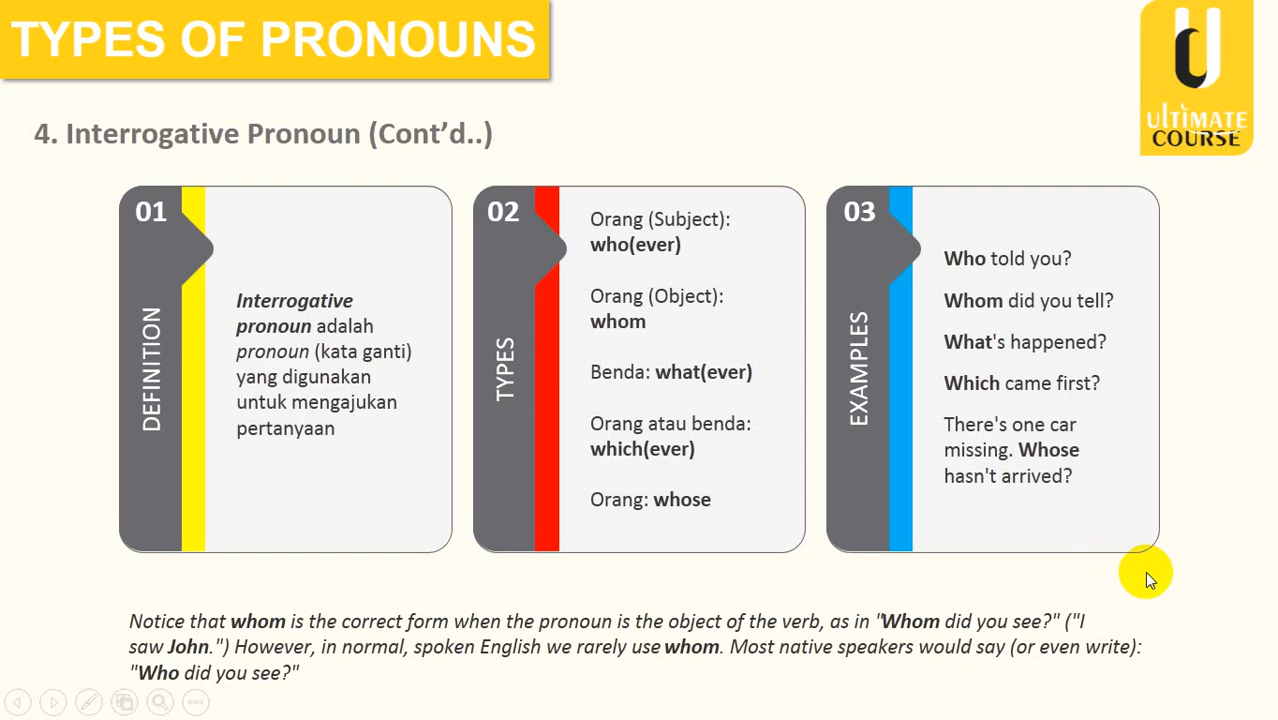 TYPES OF PRONOUNS
ULTIMATE
COURSE
4. Interrogative Pronoun (Cont’d..)
01
DEFINITION
Interrogative
pronoun adalah
pronoun (kata ganti)
yang digunakan
untuk mengajukan
pertanyaan
02
TYPES
Orang (Subject):
who(ever)
Orang (Object):
whom
Benda: what(ever)
Orang atau benda:
which(ever)
Orang: whose
03
EXAMPLES
Who told you?
Whom did you tell?
What's happened?
Which came first?
There's one car
missing. Whose
hasn't arrived?
Notice that whom is the correct form when the pronoun is the object of the verb, as in "Whom did you see?" ("I
saw John.") However, in normal, spoken English we rarely use whom. Most native speakers would say (or even write):
"Who did you see?"